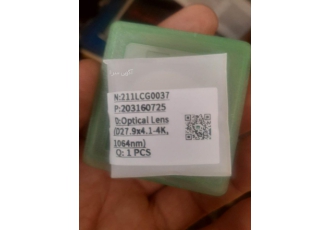 N:211LCG0037
P:203160725
D:Optical Lens
(D27.9x4.1-4K,
1064nm)
Q: 1 PCS